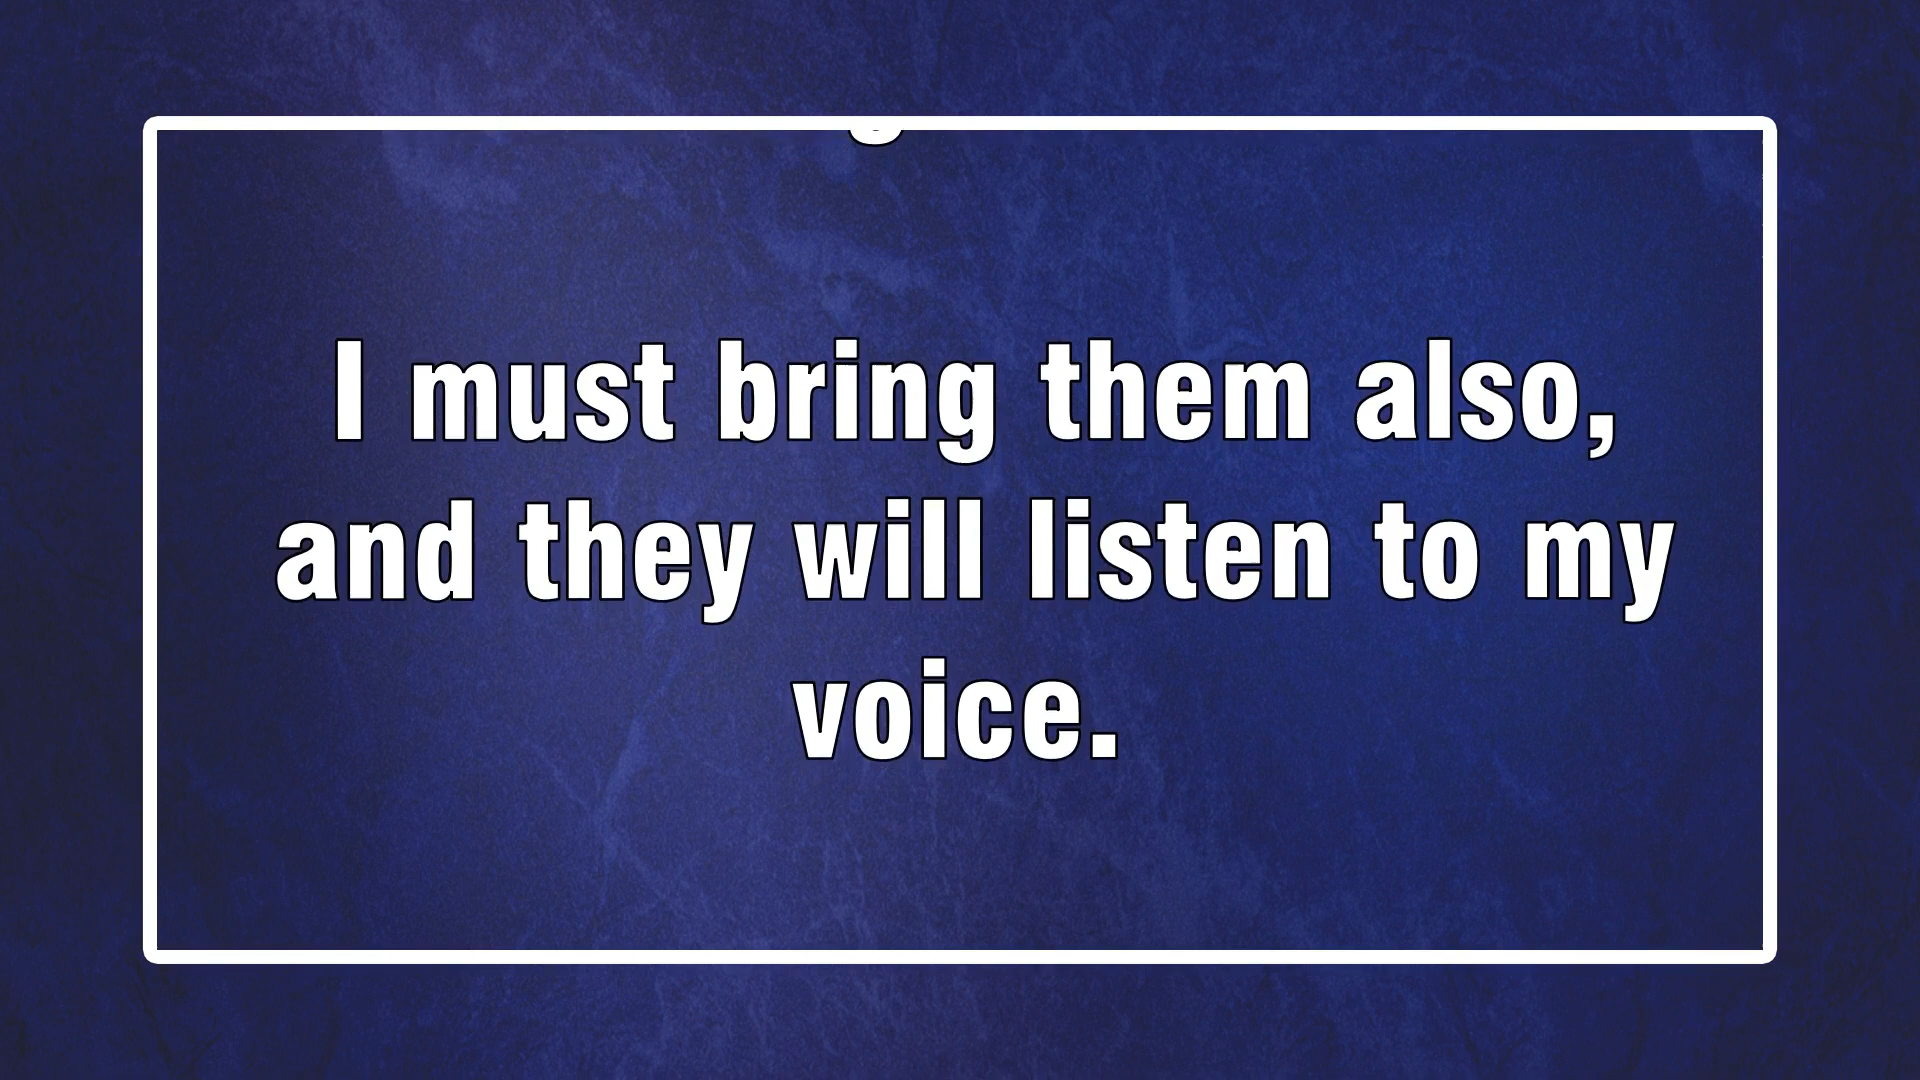 I must bring them also,
and they will listen to my
voice.